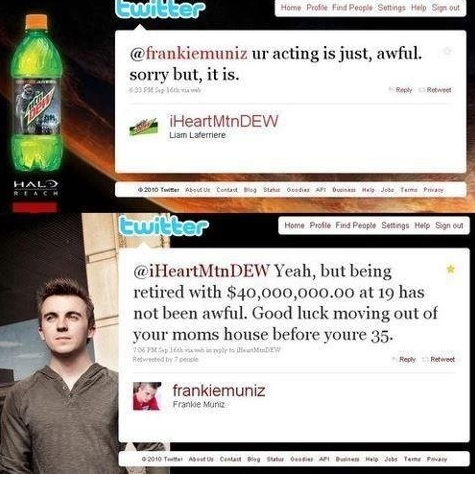 twitter
Home Profile Find People Settings Help Sign out
@frankiemuniz ur acting is just, awful.
sorry but, it is.
6:33 PM Sep 16th via web
Reply Retweet
iHeartMtnDEW
Liam Laferriere
HALO
REACH
© 2010 Twitter About Us Contact Blog Status Goodies API Business Help Jobs Terms Privacy
twitter
Home Profile Find People Settings Help Sign out
@iHeartMtnDEW Yeah, but being
retired with $40,000,000.00 at 19 has
not been awful. Good luck moving out of
your moms house before youre 35.
7:06 PM Sep 16th via web in reply to iHeartMtnDEW
Retweeted by 7 people
Reply Retweet
frankiemuniz
Frankie Muniz
© 2010 Twitter About Us Contact Blog Status Goodies API Business Help Jobs Terms Privacy